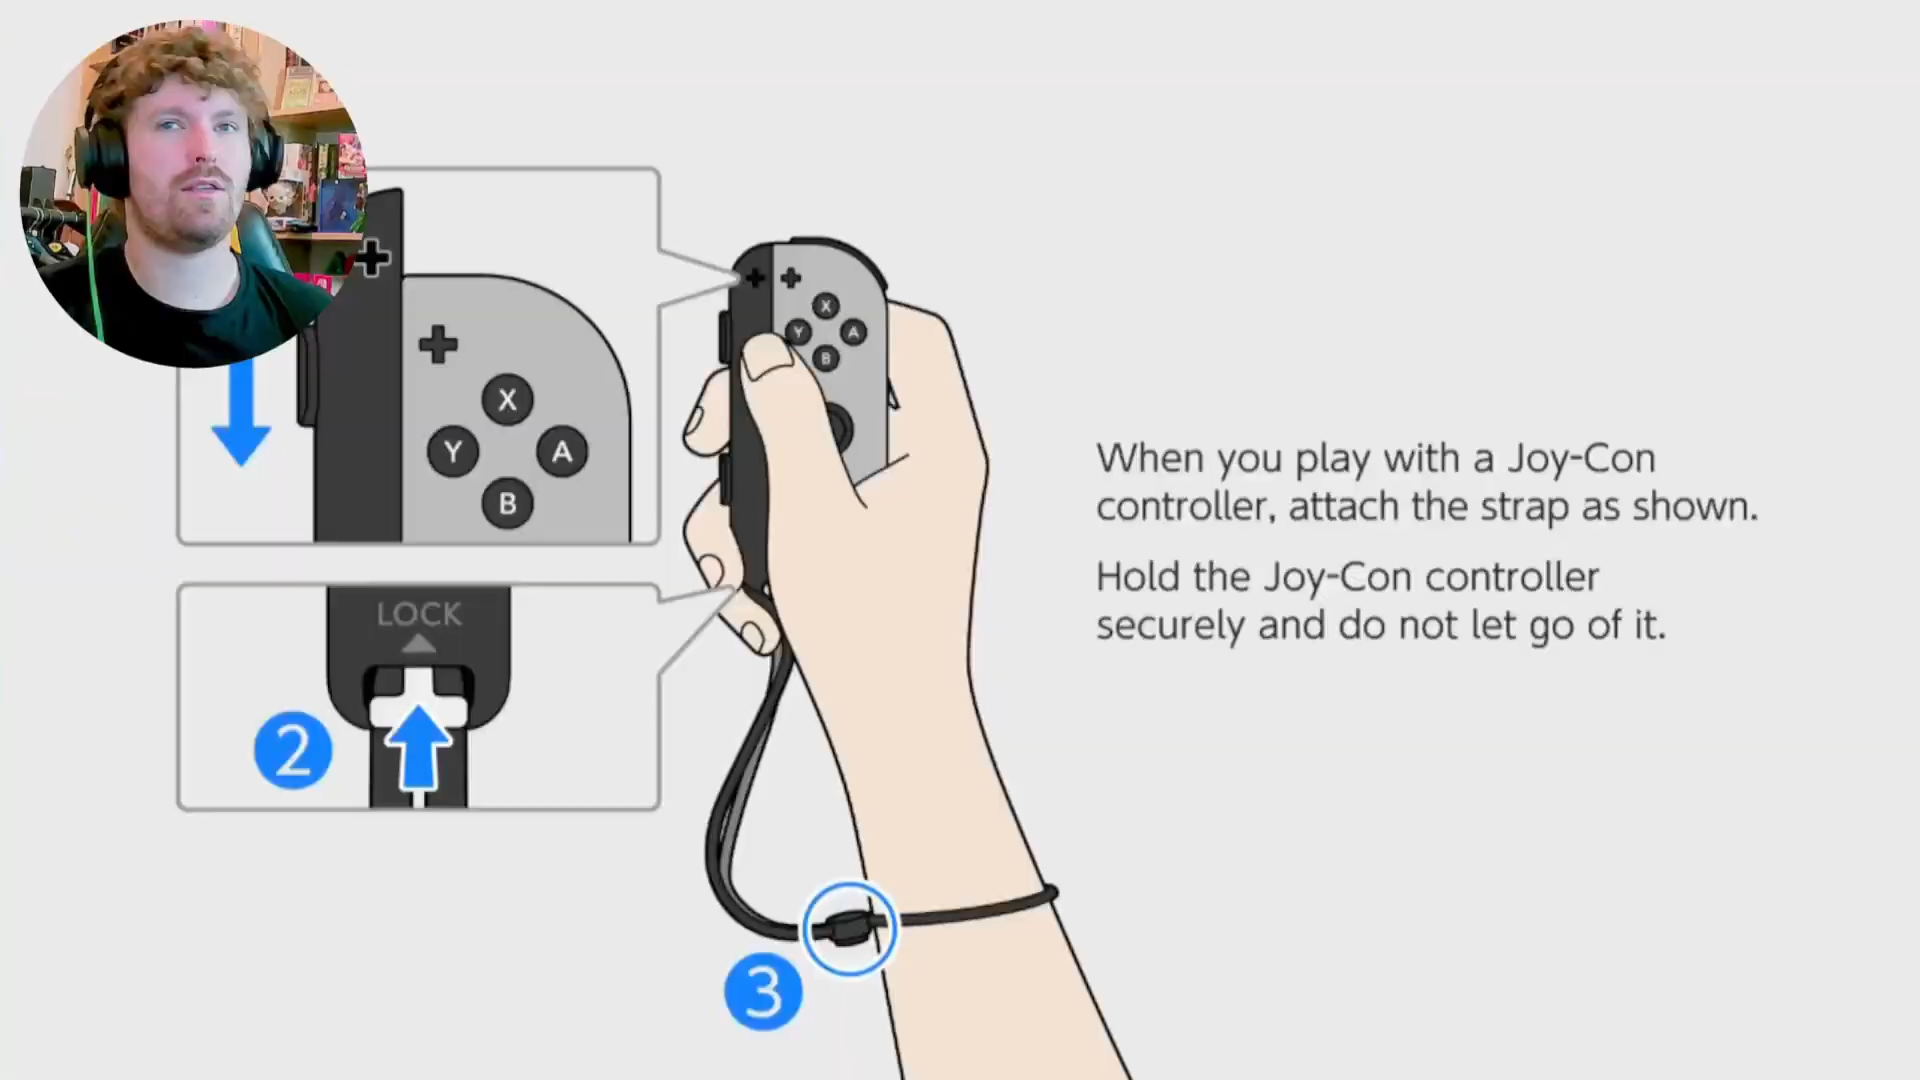 X
Y A
B
X
Y A
B
When you play with a Joy-Con
controller, attach the strap as shown.
Hold the Joy-Con controller
securely and do not let go of it.
LOCK
2
3